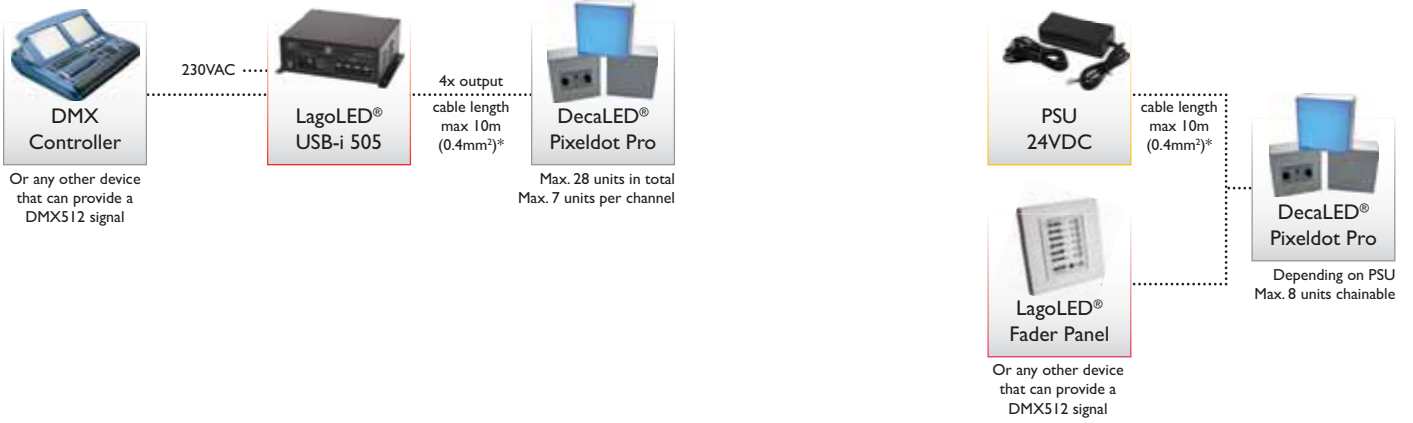 DMX
Controller
Or any other device
that can provide a
DMX512 signal
230VAC
LagoLED®
USB-i 505
4x output
cable length
max 10m
(0.4mm²)*
DecaLED®
Pixeldot Pro
Max. 28 units in total
Max. 7 units per channel
PSU
24VDC
cable length
max 10m
(0.4mm²)*
LagoLED®
Fader Panel
Or any other device
that can provide a
DMX512 signal
DecaLED®
Pixeldot Pro
Depending on PSU
Max. 8 units chainable